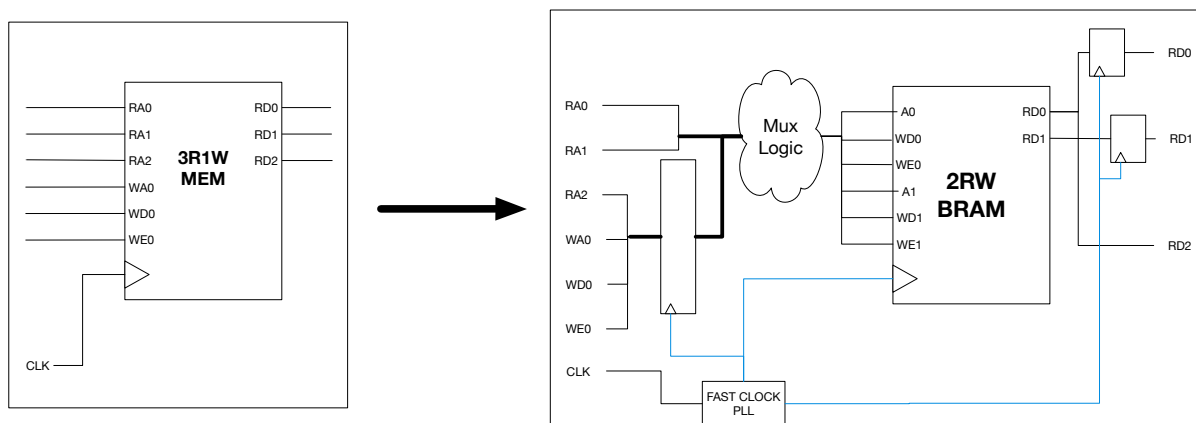 RA0
RA1
RA2
WA0
WD0
WE0
3R1W
MEM
RD0
RD1
RD2
CLK
RA0
RA1
RA2
WA0
WD0
WE0
CLK
Mux
Logic
A0
WD0
WE0
A1
WD1
WE1
2RW
BRAM
RD0
RD1
FAST CLOCK
PLL
RD0
RD1
RD2